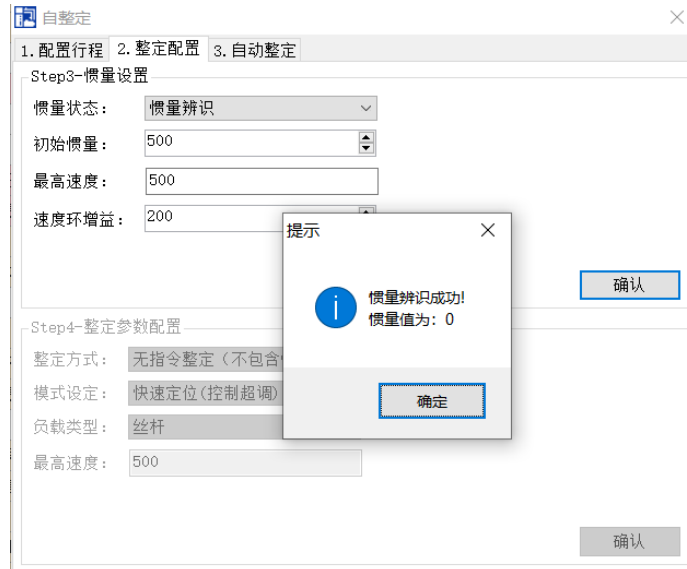 自整定
1.配置行程 2.整定配置 3.自动整定
Step3-惯量设置
惯量状态： 惯量辨识
初始惯量： 500
最高速度： 500
速度环增益： 200
提示
惯量辨识成功!
惯量值为：0
确定
确认
Step4-整定参数配置
整定方式： 无指令整定（不包含
模式设定： 快速定位(控制超调)
负载类型： 丝杆
最高速度： 500
确认